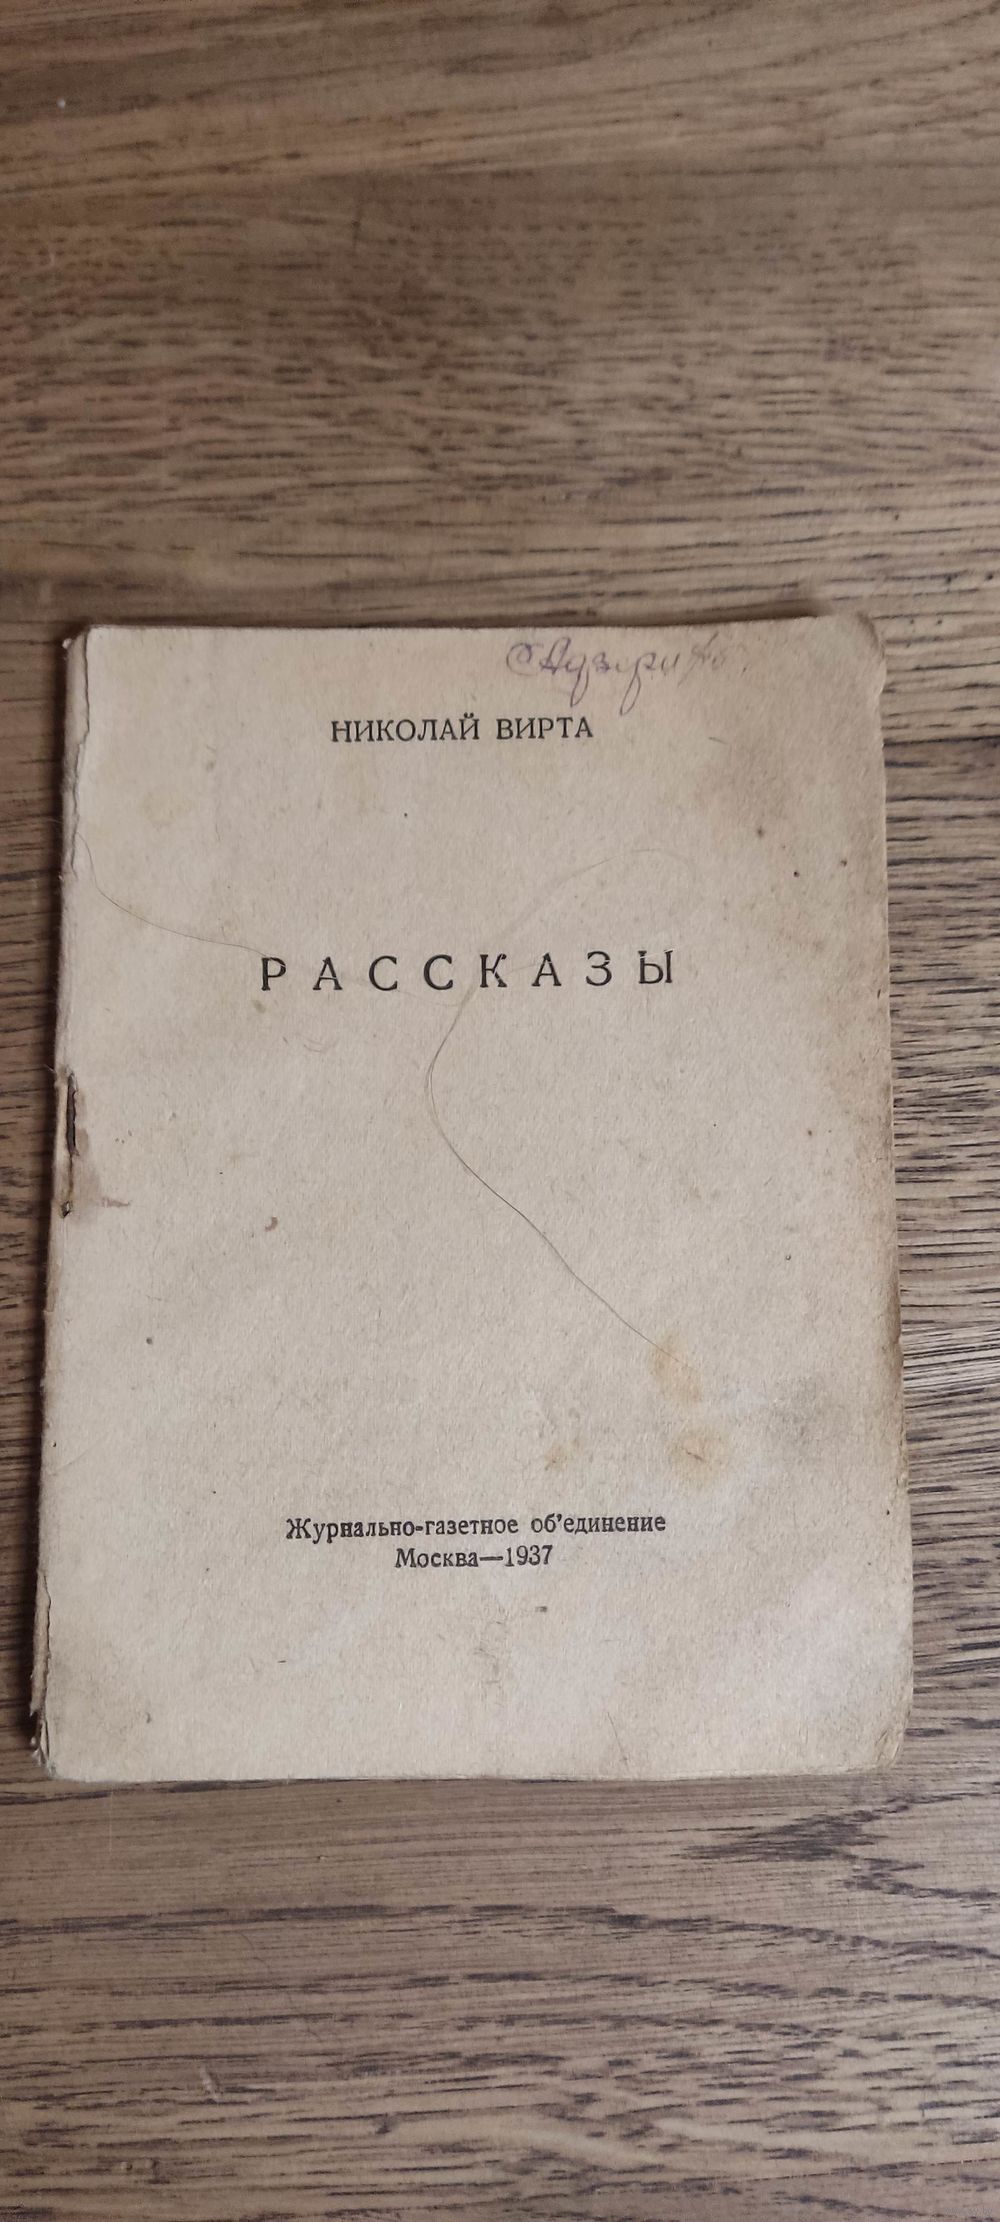 НИКОЛАЙ ВИРТА
РАССКАЗЫ
Журнально-газетное об'единение
Москва—1937